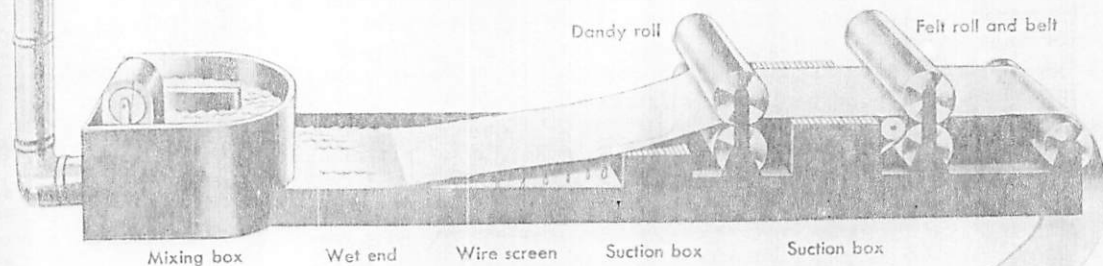 Dandy roll
Felt roll and belt
Mixing box
Wet end
Wire screen
Suction box
Suction box